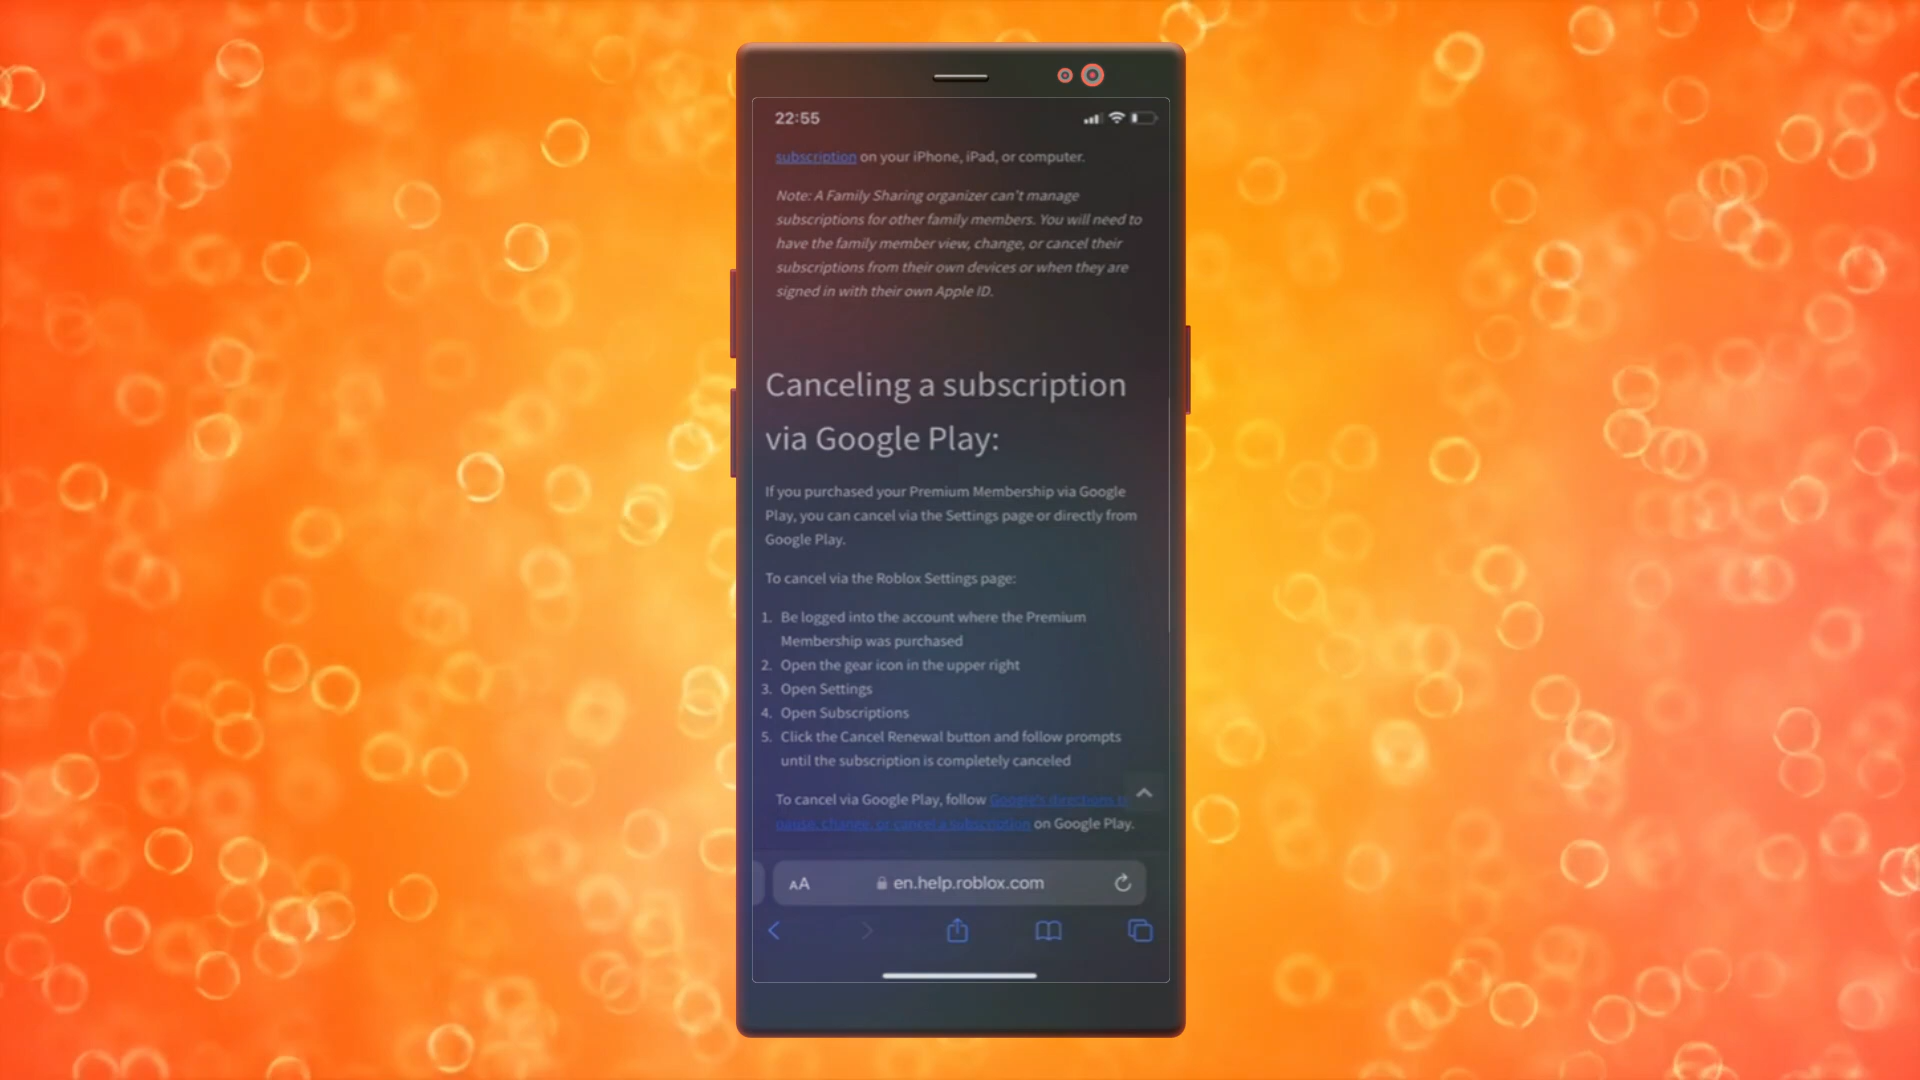 22:55
subscription on your iPhone, iPad, or computer.
Note: A Family Sharing organizer can't manage
subscriptions for other family members. You will need to
have the family member view, change, or cancel their
subscriptions from their own devices or when they are
signed in with their own Apple ID.
Canceling a subscription
via Google Play:
If you purchased your Premium Membership via Google
Play, you can cancel via the Settings page or directly from
Google Play.
To cancel via the Roblox Settings page:
1. Be logged into the account where the Premium
Membership was purchased
2. Open the gear icon in the upper right
3. Open Settings
4. Open Subscriptions
5. Click the Cancel Renewal button and follow prompts
until the subscription is completely canceled
To cancel via Google Play, follow Google's directions
pause, change, or cancel a subscription on Google Play.
AA en.help.roblox.com